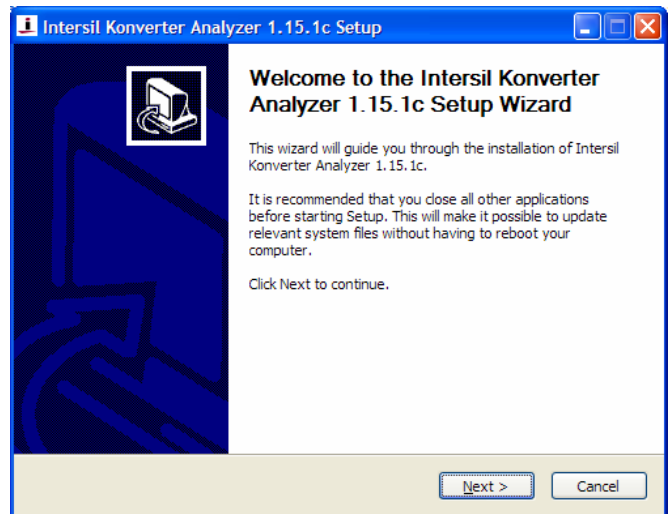 Intersil Konverter Analyzer 1.15.1c Setup
Welcome to the Intersil Konverter
Analyzer 1.15.1c Setup Wizard
This wizard will guide you through the installation of Intersil
Konverter Analyzer 1.15.1c.
It is recommended that you close all other applications
before starting Setup. This will make it possible to update
relevant system files without having to reboot your
computer.
Click Next to continue.
Next >
Cancel